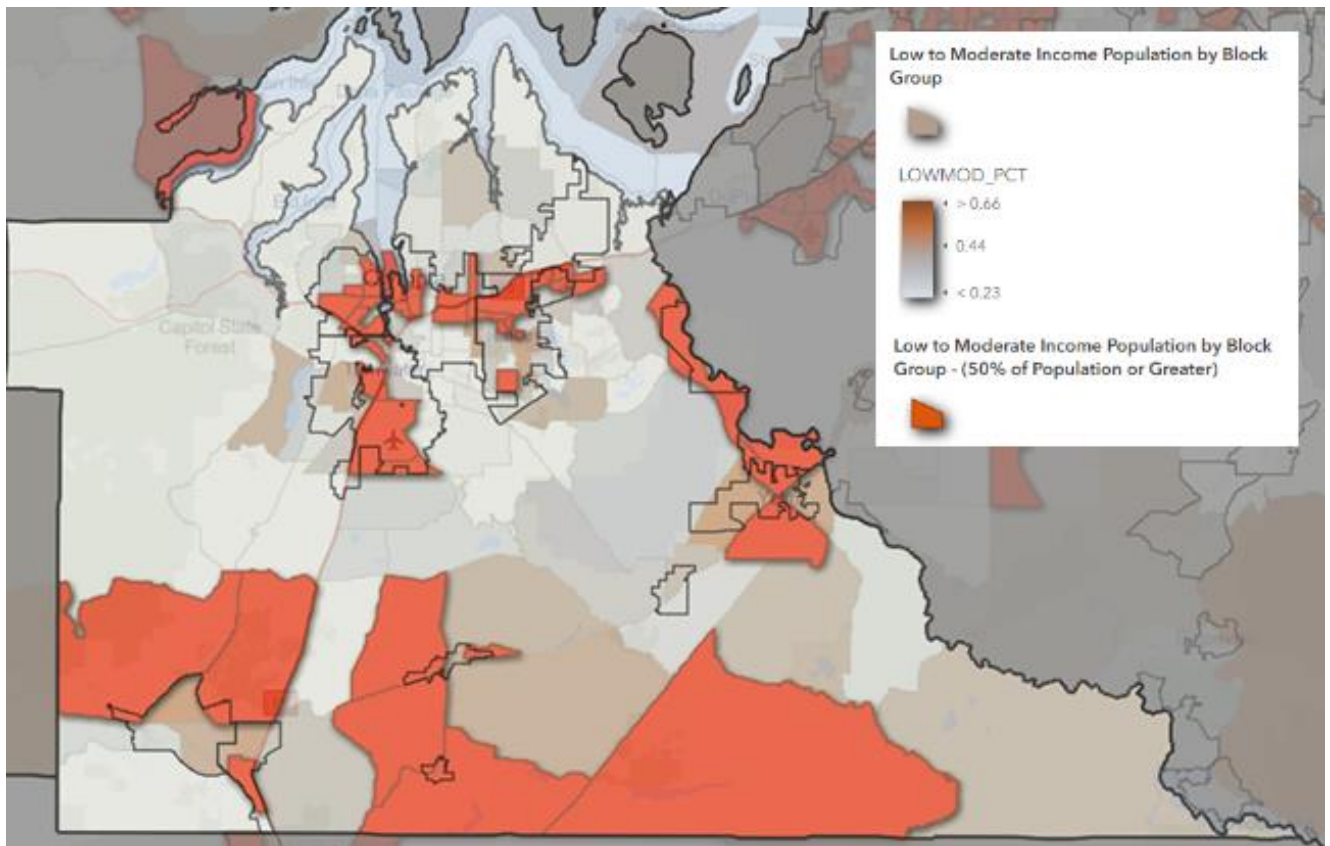 Low to Moderate Income Population by Block
Group
LOWMOD_PCT
> 0.66
0.44
< 0.23
Low to Moderate Income Population by Block
Group - (50% of Population or Greater)
Capitol State
Forest